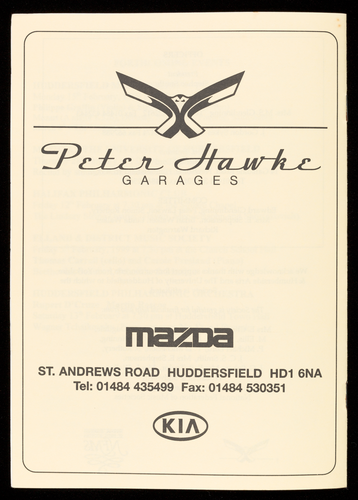 Peter Hawke
GARAGES
mazda
ST. ANDREWS ROAD HUDDERSFIELD HD1 6NA
Tel: 01484 435499 Fax: 01484 530351
KIA